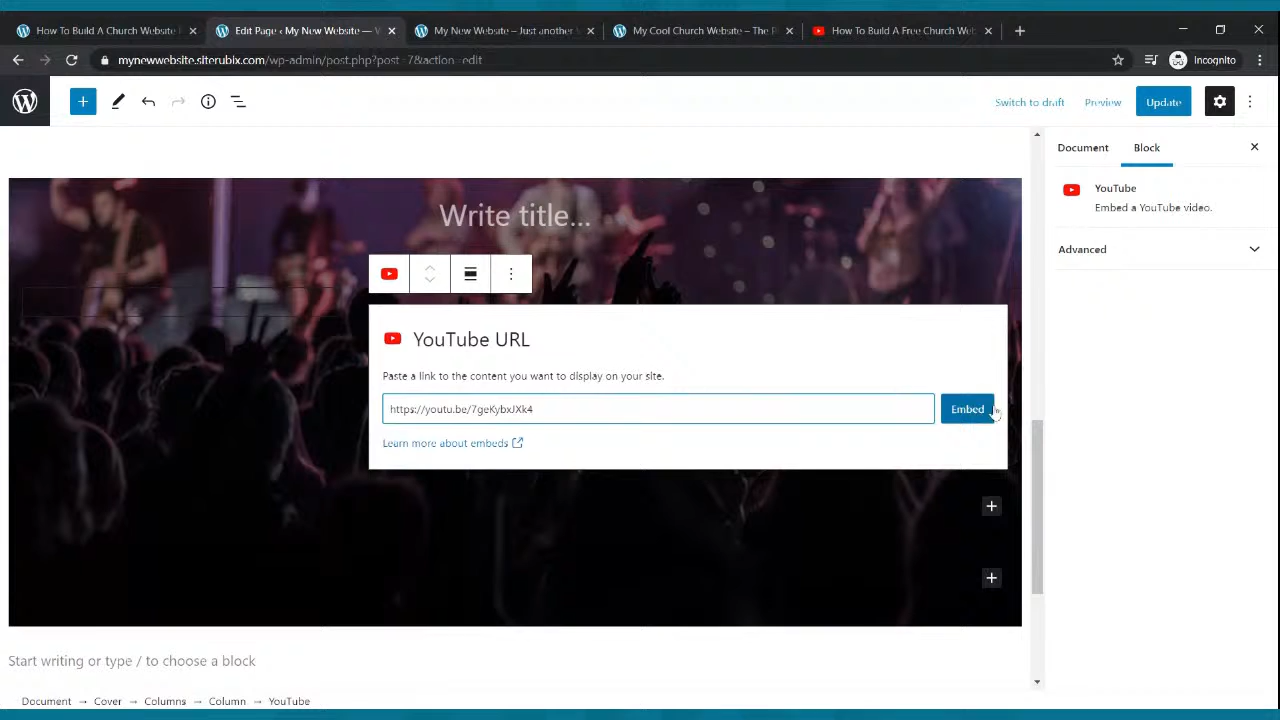 How To Build A Church Website
Edit Page ‹ My New Website —
My New Website – Just another
My Cool Church Website – The
How To Build A Free Church Web
mynewwebsite.siterubix.com/wp-admin/post.php?post=7&action=edit
Incognito
Switch to draft
Preview
Update
Document
Block
YouTube
Embed a YouTube video.
Advanced
Write title...
YouTube URL
Paste a link to the content you want to display on your site.
https://youtu.be/7geKybxJXk4
Embed
Learn more about embeds
Start writing or type / to choose a block
Document → Cover → Columns → Column → YouTube